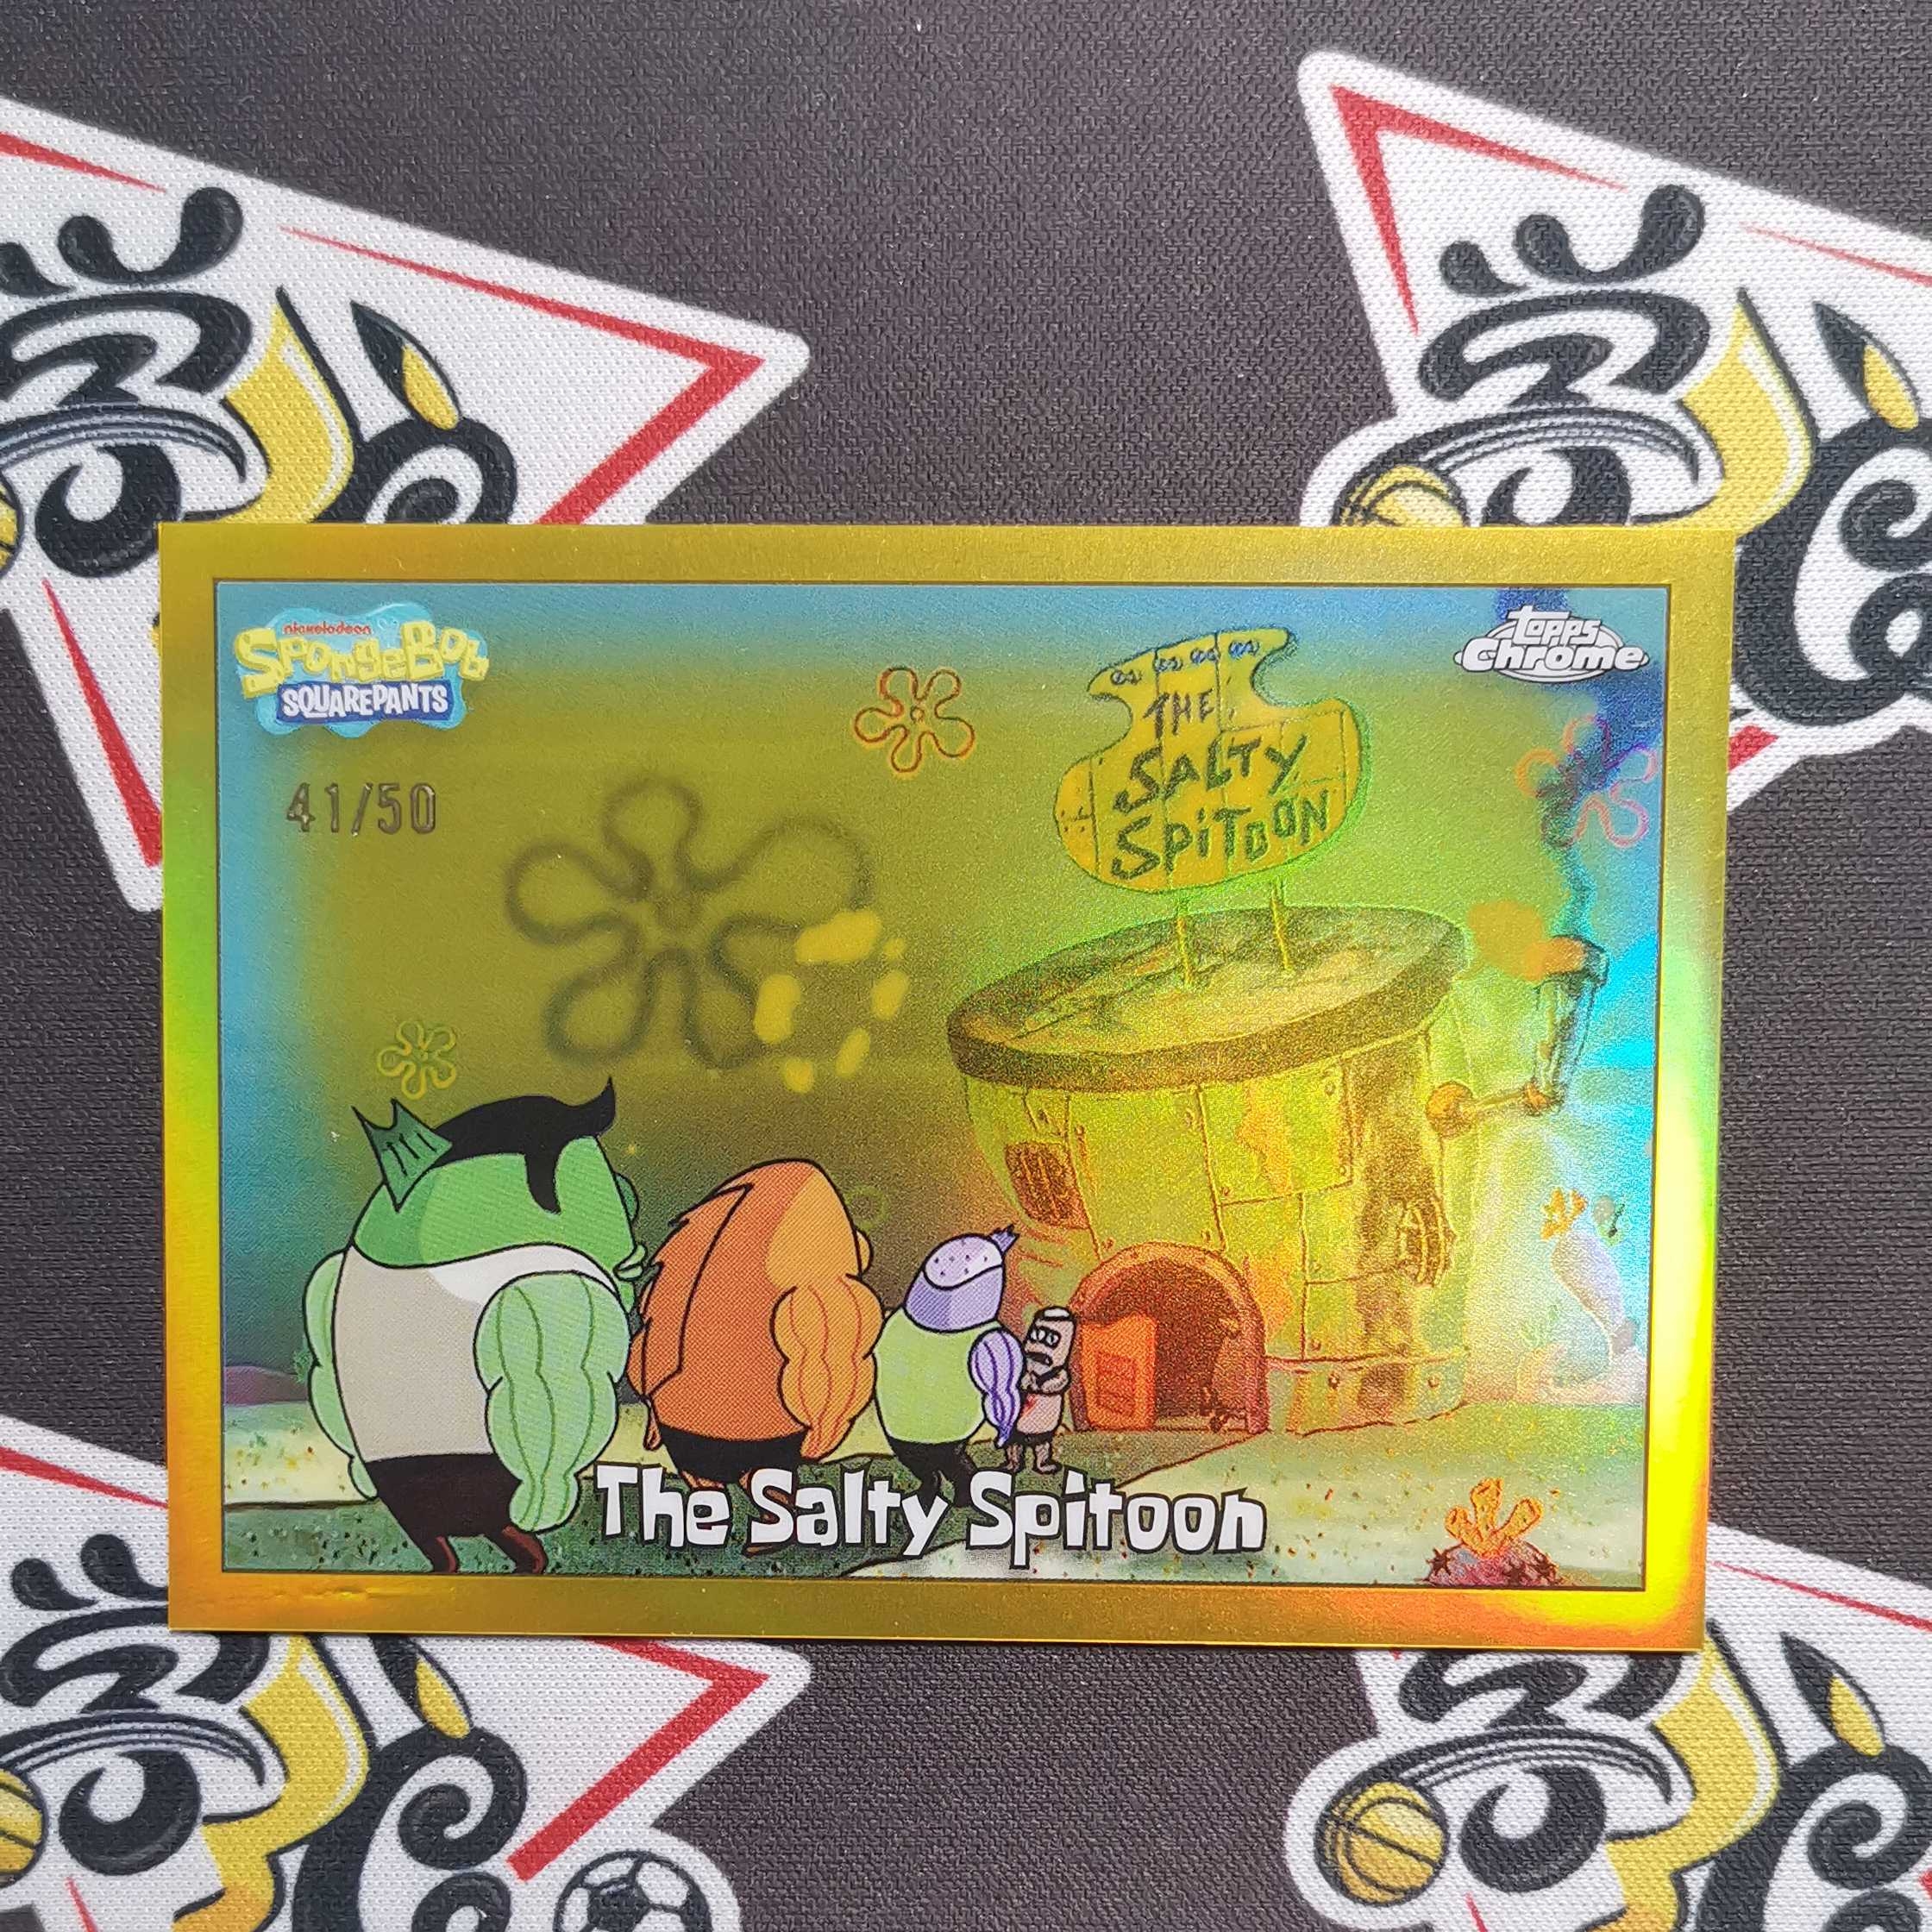 nickelodeon
SPONGEBOB
SQUAREPANTS
topps
Chrome
41/50
THE
SALTY
SPiTOON
The Salty Spitoon